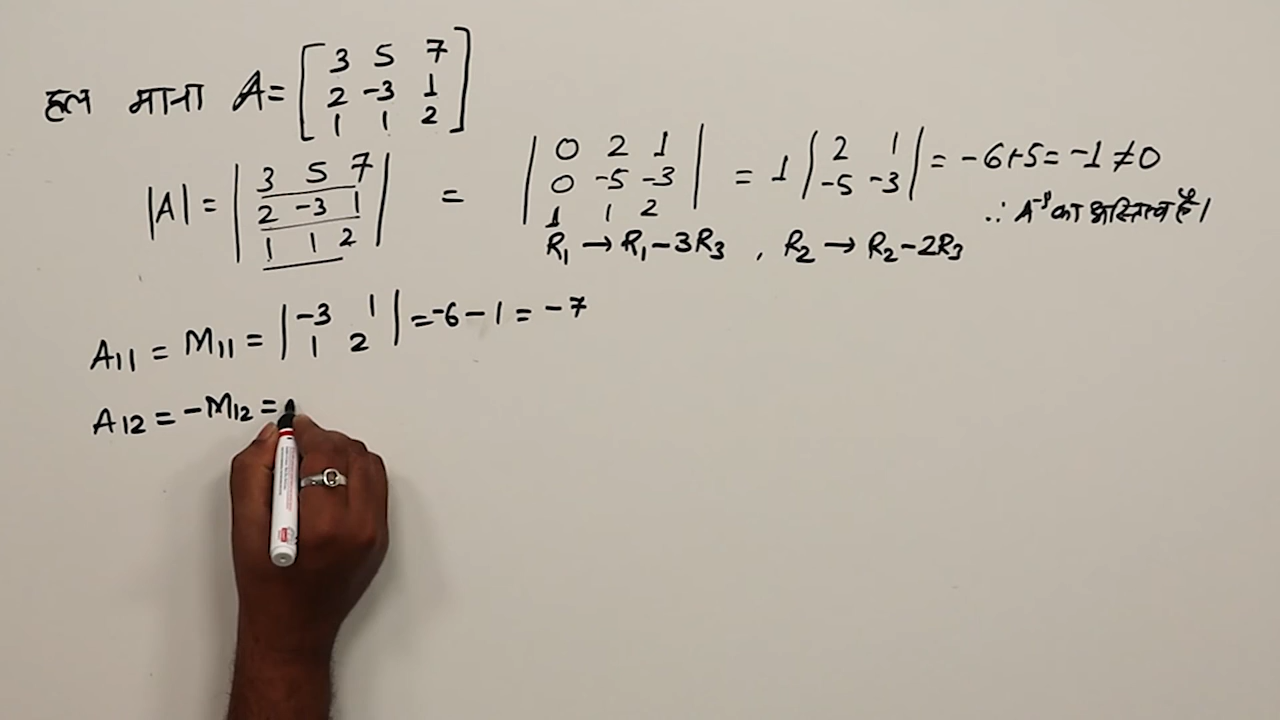 हल माना A = [ 3 5 7
2 -3 1
1 1 2 ]
|A| = | 3 5 7
2 -3 1
1 1 2 | = | 0 2 1
0 -5 -3
1 1 2 | = 1 | 2 1
-5 -3 | = -6+5 = -1 ≠ 0
∴ A⁻¹ का अस्तित्व है।
R₁ → R₁-3R₃ , R₂ → R₂-2R₃
A₁₁ = M₁₁ = | -3 1
1 2 | = -6-1 = -7
A₁₂ = -M₁₂ =